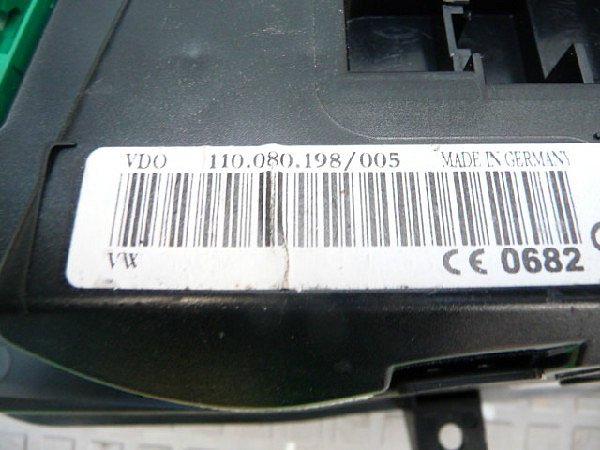 VDO 110.080.198/005 MADE IN GERMANY
VW CE 0682